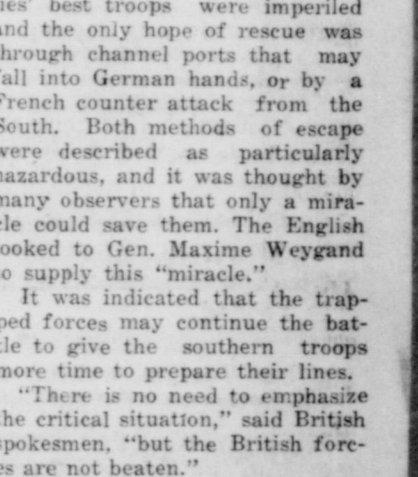 ies' best troops were imperiled
and the only hope of rescue was
through channel ports that may
fall into German hands, or by a
French counter attack from the
South. Both methods of escape
were described as particularly
hazardous, and it was thought by
many observers that only a mira-
cle could save them. The English
looked to Gen. Maxime Weygand
to supply this "miracle."
It was indicated that the trap-
ped forces may continue the bat-
tle to give the southern troops
more time to prepare their lines.
"There is no need to emphasize
the critical situation," said British
spokesmen, "but the British forc-
es are not beaten."